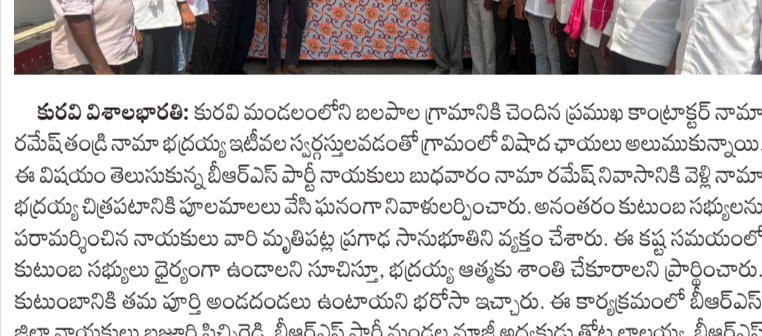 కురవి విశాలభారతి: కురవి మండలంలోని బలపాల గ్రామానికి చెందిన ప్రముఖ కాంట్రాక్టర్ నామా
రమేష్ తండ్రి నామా భద్రయ్య ఇటీవల స్వర్గస్తులవడంతో గ్రామంలో విషాద ఛాయలు అలుముకున్నాయి.
ఈ విషయం తెలుసుకున్న బీఆర్ఎస్ పార్టీ నాయకులు బుధవారం నామా రమేష్ నివాసానికి వెళ్లి నామా
భద్రయ్య చిత్రపటానికి పూలమాలలు వేసి ఘనంగా నివాళులర్పించారు. అనంతరం కుటుంబ సభ్యులను
పరామర్శించిన నాయకులు వారి మృతిపట్ల ప్రగాఢ సానుభూతిని వ్యక్తం చేశారు. ఈ కష్ట సమయంలో
కుటుంబ సభ్యులు ధైర్యంగా ఉండాలని సూచిస్తూ, భద్రయ్య ఆత్మకు శాంతి చేకూరాలని ప్రార్థించారు.
కుటుంబానికి తమ పూర్తి అండదండలు ఉంటాయని భరోసా ఇచ్చారు. ఈ కార్యక్రమంలో బీఆర్ఎస్